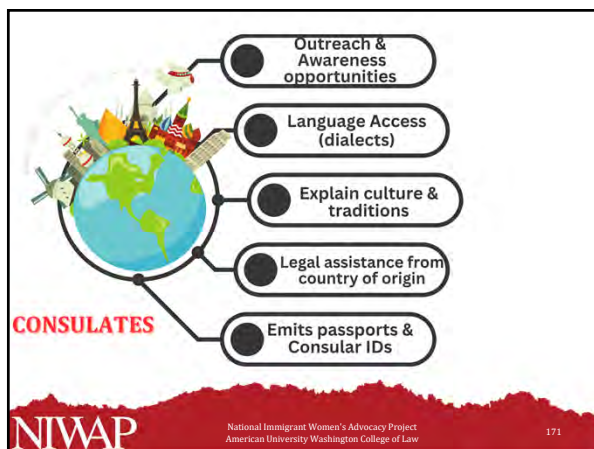 Outreach &
Awareness
opportunities
Language Access
(dialects)
Explain culture &
traditions
Legal assistance from
country of origin
CONSULATES
Emits passports &
Consular IDs
NIWAP
National Immigrant Women's Advocacy Project
American University Washington College of Law
171